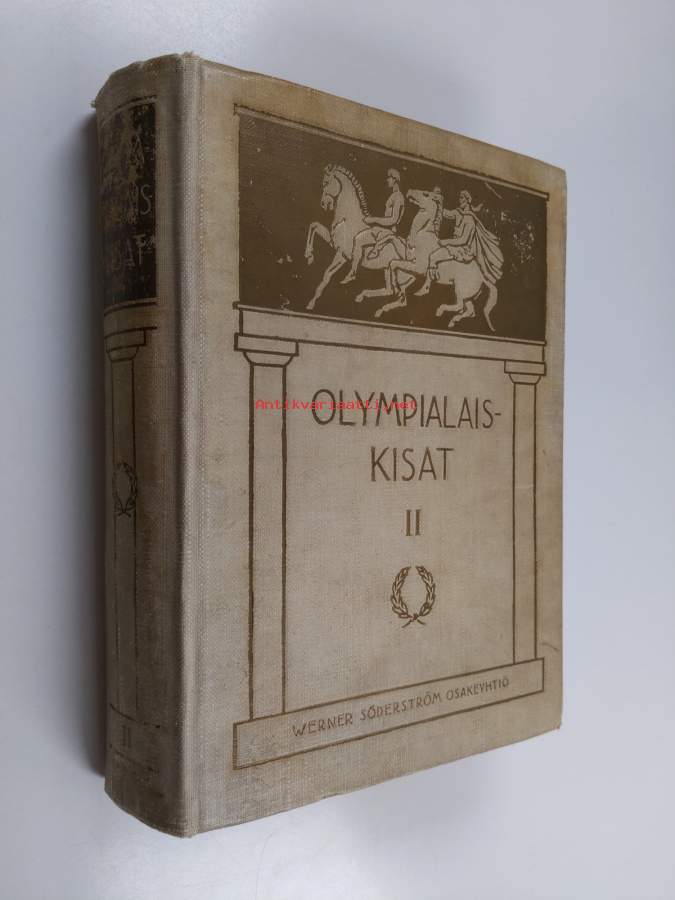 OLYMPIALAIS-
KISAT
II
WERNER SÖDERSTRÖM OSAKEYHTIÖ
II
Antikvariaatti.net